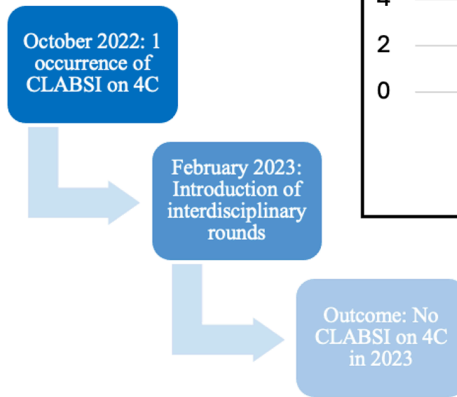 October 2022: 1
occurrence of
CLABSI on 4C
2
0
February 2023:
Introduction of
interdisciplinary
rounds
Outcome: No
CLABSI on 4C
in 2023